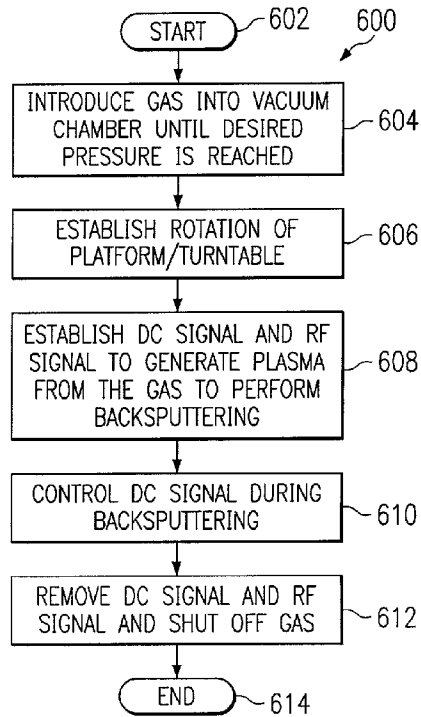 START
602
600
INTRODUCE GAS INTO VACUUM
CHAMBER UNTIL DESIRED
PRESSURE IS REACHED
604
ESTABLISH ROTATION OF
PLATFORM/TURNTABLE
606
ESTABLISH DC SIGNAL AND RF
SIGNAL TO GENERATE PLASMA
FROM THE GAS TO PERFORM
BACKSPUTTERING
608
CONTROL DC SIGNAL DURING
BACKSPUTTERING
610
REMOVE DC SIGNAL AND RF
SIGNAL AND SHUT OFF GAS
612
END
614